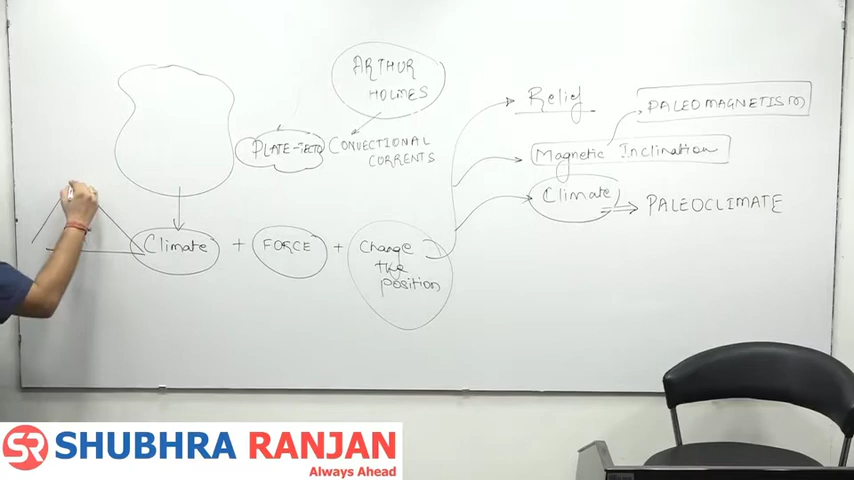 ARTHUR
HOLMES
PLATE-TECTO
CONVECTIONAL
CURRENTS
Relief
PALEOMAGNETISM
Magnetic Inclination
Climate
PALEOCLIMATE
Climate + FORCE + Change
the
position
SR SHUBHRA RANJAN
Always Ahead